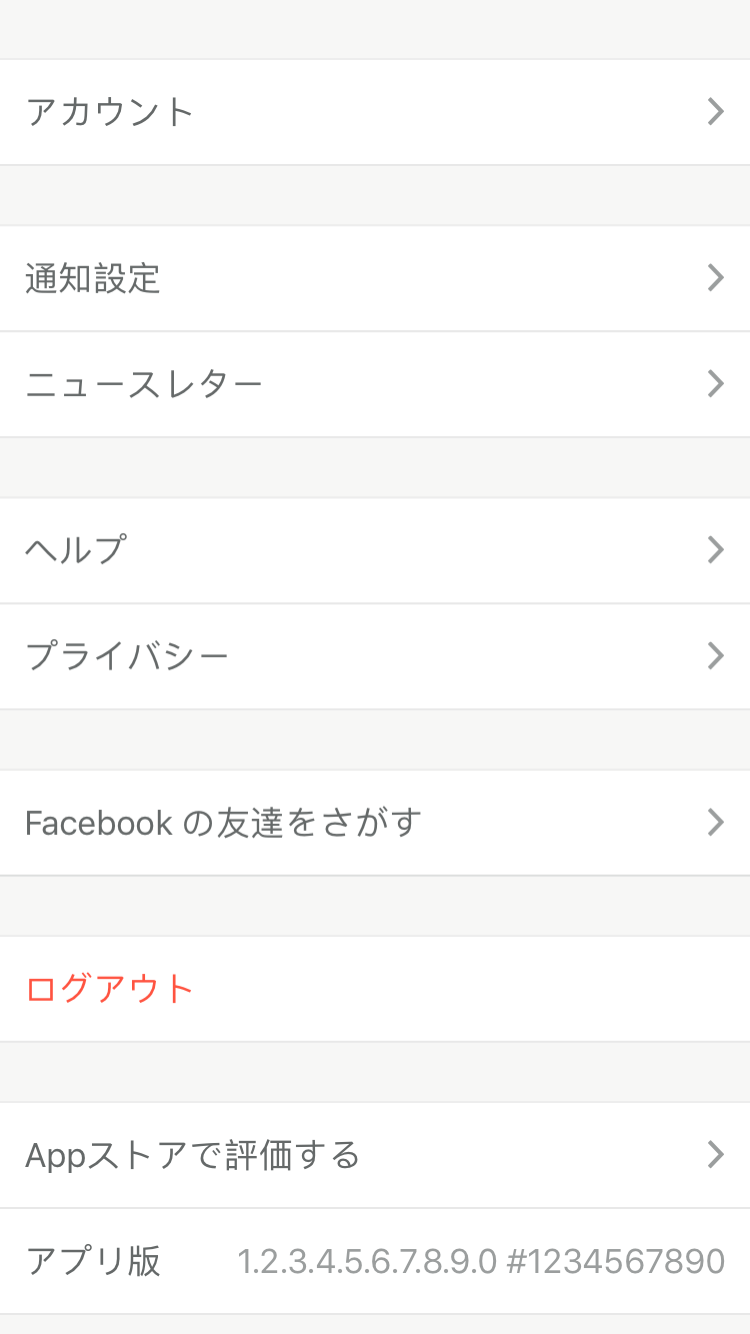 アカウント
通知設定
ニュースレター
ヘルプ
プライバシー
Facebook の友達をさがす
ログアウト
Appストアで評価する
アプリ版 1.2.3.4.5.6.7.8.9.0 #1234567890